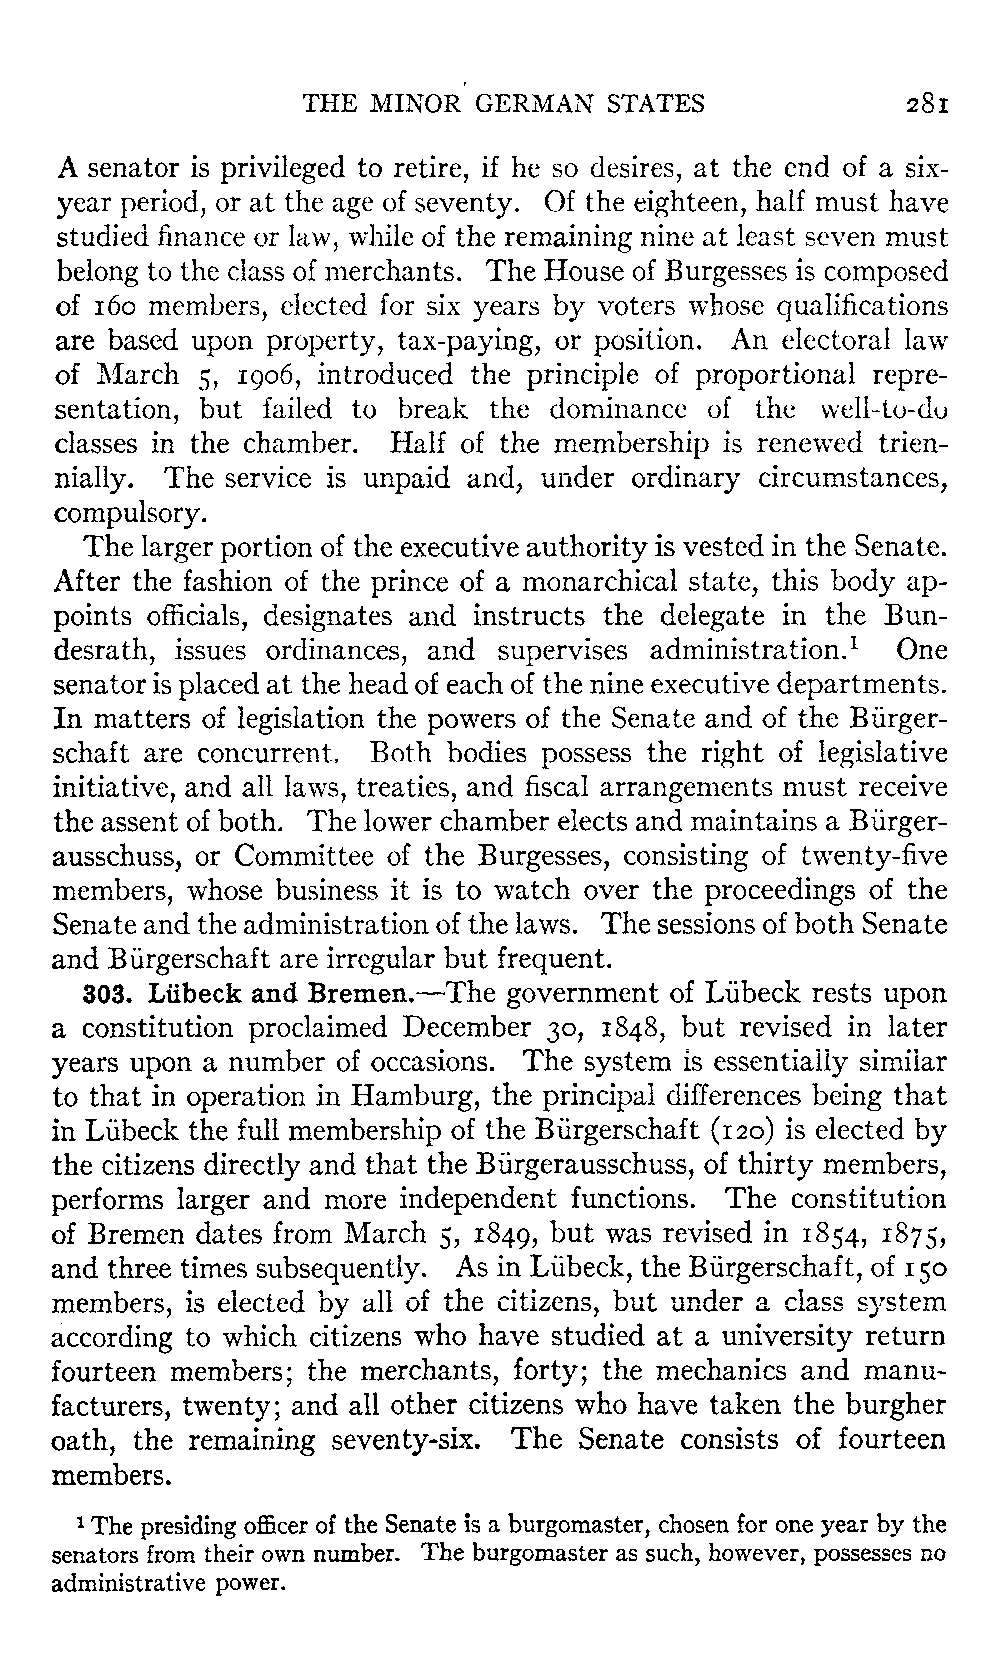 THE MINOR GERMAN STATES 281
A senator is privileged to retire, if he so desires, at the end of a six-
year period, or at the age of seventy. Of the eighteen, half must have
studied finance or law, while of the remaining nine at least seven must
belong to the class of merchants. The House of Burgesses is composed
of 160 members, elected for six years by voters whose qualifications
are based upon property, tax-paying, or position. An electoral law
of March 5, 1906, introduced the principle of proportional repre-
sentation, but failed to break the dominance of the well-to-do
classes in the chamber. Half of the membership is renewed trien-
nially. The service is unpaid and, under ordinary circumstances,
compulsory.
The larger portion of the executive authority is vested in the Senate.
After the fashion of the prince of a monarchical state, this body ap-
points officials, designates and instructs the delegate in the Bun-
desrath, issues ordinances, and supervises administration.¹ One
senator is placed at the head of each of the nine executive departments.
In matters of legislation the powers of the Senate and of the Bürger-
schaft are concurrent. Both bodies possess the right of legislative
initiative, and all laws, treaties, and fiscal arrangements must receive
the assent of both. The lower chamber elects and maintains a Bürger-
ausschuss, or Committee of the Burgesses, consisting of twenty-five
members, whose business it is to watch over the proceedings of the
Senate and the administration of the laws. The sessions of both Senate
and Bürgerschaft are irregular but frequent.
303. Lübeck and Bremen.—The government of Lübeck rests upon
a constitution proclaimed December 30, 1848, but revised in later
years upon a number of occasions. The system is essentially similar
to that in operation in Hamburg, the principal differences being that
in Lübeck the full membership of the Bürgerschaft (120) is elected by
the citizens directly and that the Bürgerausschuss, of thirty members,
performs larger and more independent functions. The constitution
of Bremen dates from March 5, 1849, but was revised in 1854, 1875,
and three times subsequently. As in Lübeck, the Bürgerschaft, of 150
members, is elected by all of the citizens, but under a class system
according to which citizens who have studied at a university return
fourteen members; the merchants, forty; the mechanics and manu-
facturers, twenty; and all other citizens who have taken the burgher
oath, the remaining seventy-six. The Senate consists of fourteen
members.
¹ The presiding officer of the Senate is a burgomaster, chosen for one year by the
senators from their own number. The burgomaster as such, however, possesses no
administrative power.